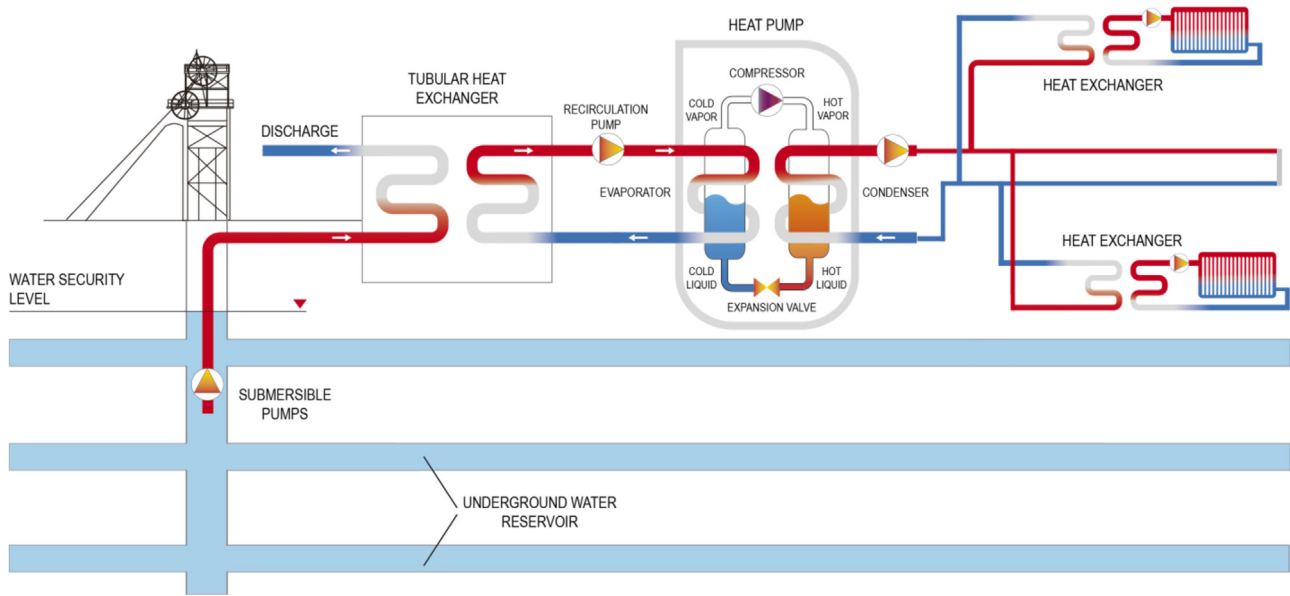 HEAT PUMP
TUBULAR HEAT
EXCHANGER
COMPRESSOR
HEAT EXCHANGER
COLD
VAPOR
HOT
VAPOR
RECIRCULATION
PUMP
DISCHARGE
EVAPORATOR
CONDENSER
HEAT EXCHANGER
COLD
LIQUID
HOT
LIQUID
EXPANSION VALVE
WATER SECURITY
LEVEL
SUBMERSIBLE
PUMPS
UNDERGROUND WATER
RESERVOIR